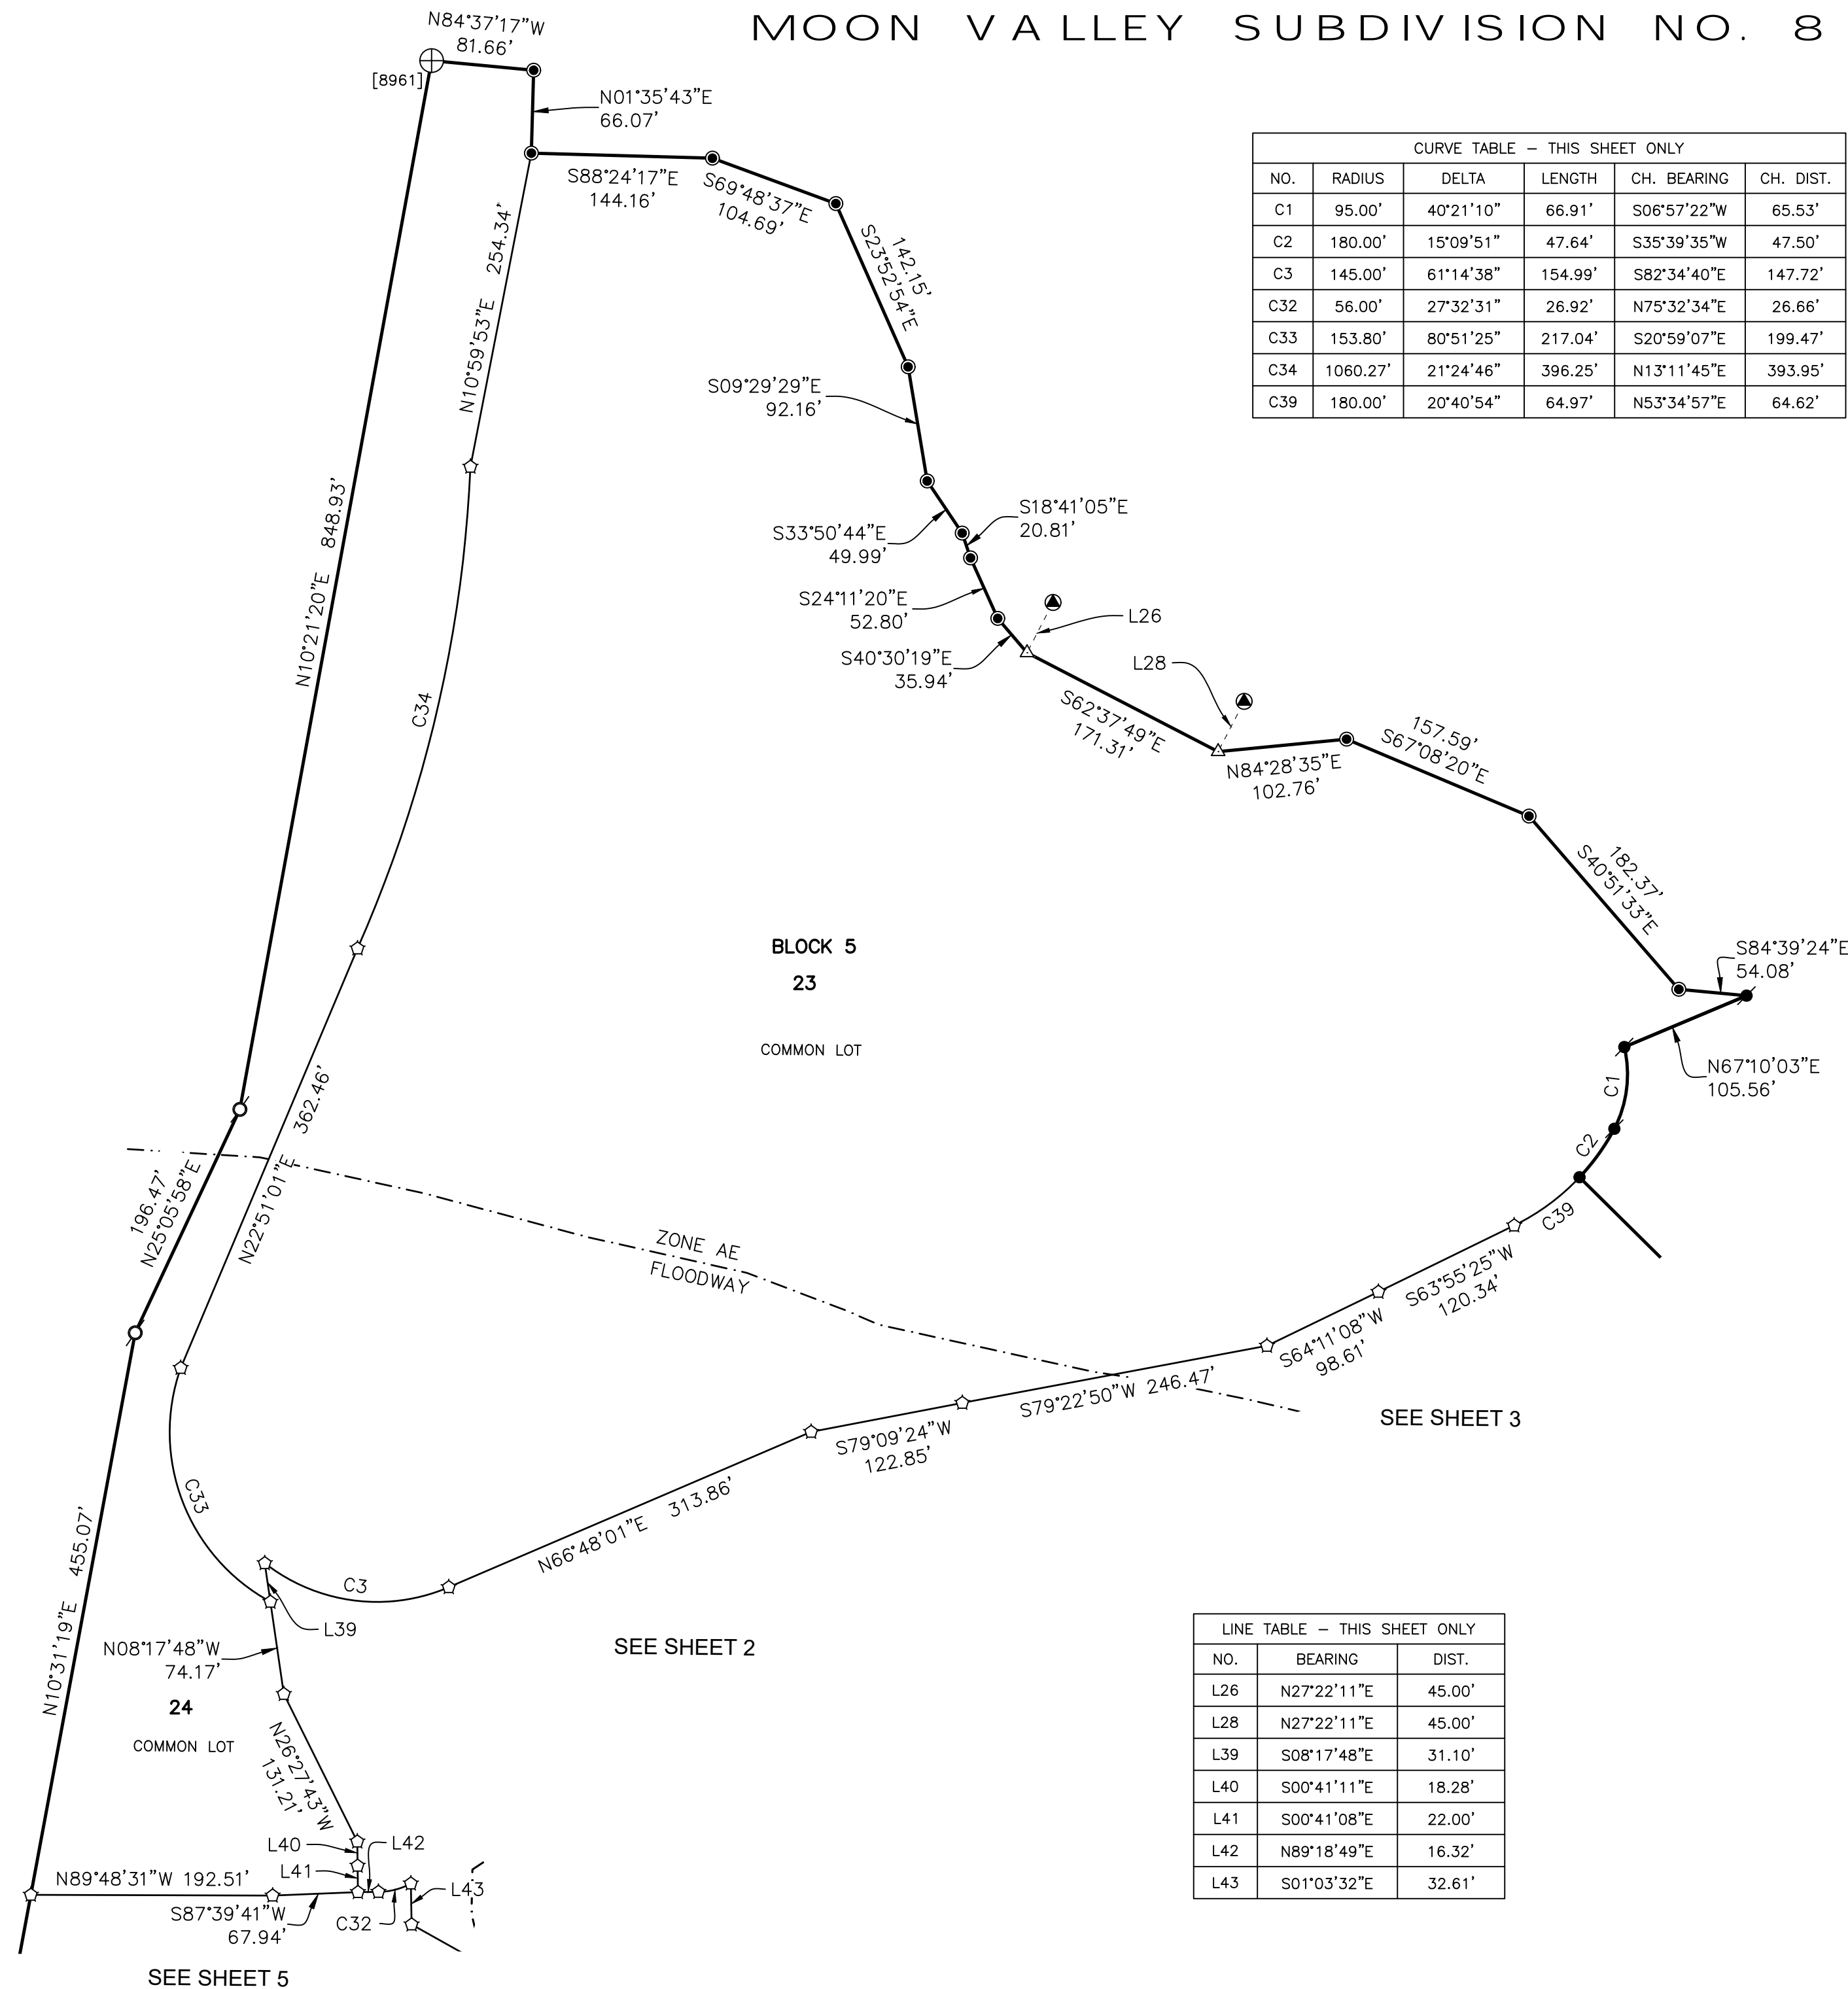 MOON VALLEY SUBDIVISION NO. 8
N84°37'17"W
81.66'
[8961]
N01°35'43"E
66.07'
S88°24'17"E
144.16'
S69°48'37"E
104.69'
142.15'
S23°52'54"E
N10°59'53"E 254.34'
S09°29'29"E
92.16'
N10°21'20"E 848.93'
S33°50'44"E
49.99'
S18°41'05"E
20.81'
S24°11'20"E
52.80'
S40°30'19"E
35.94'
L26
L28
S62°37'49"E
171.31'
N84°28'35"E
102.76'
157.59'
S67°08'20"E
182.37'
S40°51'33"E
S84°39'24"E
54.08'
N67°10'03"E
105.56'
C34
BLOCK 5
23
COMMON LOT
C1
C2
C39
196.47'
N25°05'58"E
N22°51'01"E 362.46'
ZONE AE
FLOODWAY
S63°55'25"W
120.34'
S64°11'08"W
98.61'
S79°22'50"W 246.47'
S79°09'24"W
122.85'
SEE SHEET 3
N66°48'01"E 313.86'
C33
C3
L39
N10°31'19"E 455.07'
N08°17'48"W
74.17'
SEE SHEET 2
24
COMMON LOT
N26°27'43"W
131.21'
L40
L42
L41
N89°48'31"W 192.51'
L43
S87°39'41"W
67.94'
C32
SEE SHEET 5
CURVE TABLE – THIS SHEET ONLY
NO. RADIUS DELTA LENGTH CH. BEARING CH. DIST.
C1 95.00' 40°21'10" 66.91' S06°57'22"W 65.53'
C2 180.00' 15°09'51" 47.64' S35°39'35"W 47.50'
C3 145.00' 61°14'38" 154.99' S82°34'40"E 147.72'
C32 56.00' 27°32'31" 26.92' N75°32'34"E 26.66'
C33 153.80' 80°51'25" 217.04' S20°59'07"E 199.47'
C34 1060.27' 21°24'46" 396.25' N13°11'45"E 393.95'
C39 180.00' 20°40'54" 64.97' N53°34'57"E 64.62'
LINE TABLE – THIS SHEET ONLY
NO. BEARING DIST.
L26 N27°22'11"E 45.00'
L28 N27°22'11"E 45.00'
L39 S08°17'48"E 31.10'
L40 S00°41'11"E 18.28'
L41 S00°41'08"E 22.00'
L42 N89°18'49"E 16.32'
L43 S01°03'32"E 32.61'